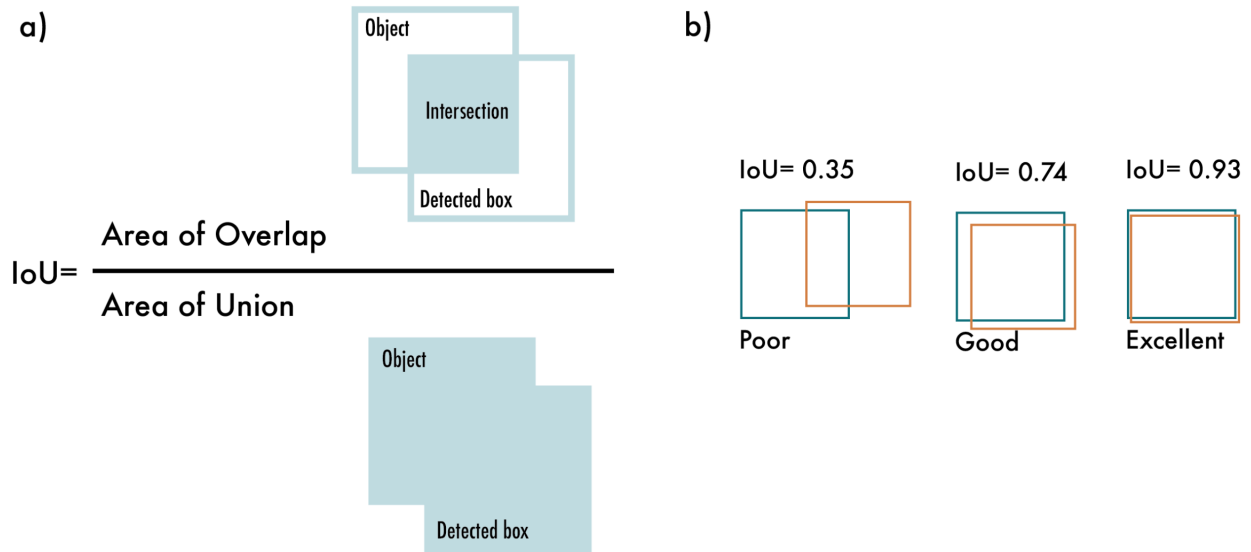 a)
Object
Intersection
Detected box
IoU=
Area of Overlap
Area of Union
Object
Detected box
b)
IoU= 0.35
IoU= 0.74
IoU= 0.93
Poor
Good
Excellent